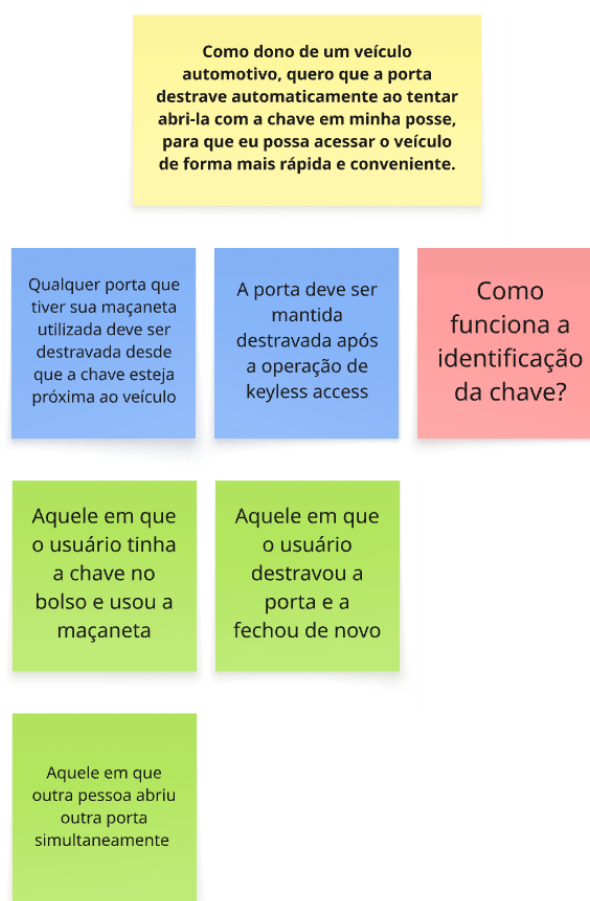 Como dono de um veículo
automotivo, quero que a porta
destrave automaticamente ao tentar
abri-la com a chave em minha posse,
para que eu possa acessar o veículo
de forma mais rápida e conveniente.
Qualquer porta que
tiver sua maçaneta
utilizada deve ser
destravada desde
que a chave esteja
próxima ao veículo
A porta deve ser
mantida
destravada após
a operação de
keyless access
Como
funciona a
identificação
da chave?
Aquele em que
o usuário tinha
a chave no
bolso e usou a
maçaneta
Aquele em que
o usuário
destravou a
porta e a
fechou de novo
Aquele em que
outra pessoa abriu
outra porta
simultaneamente